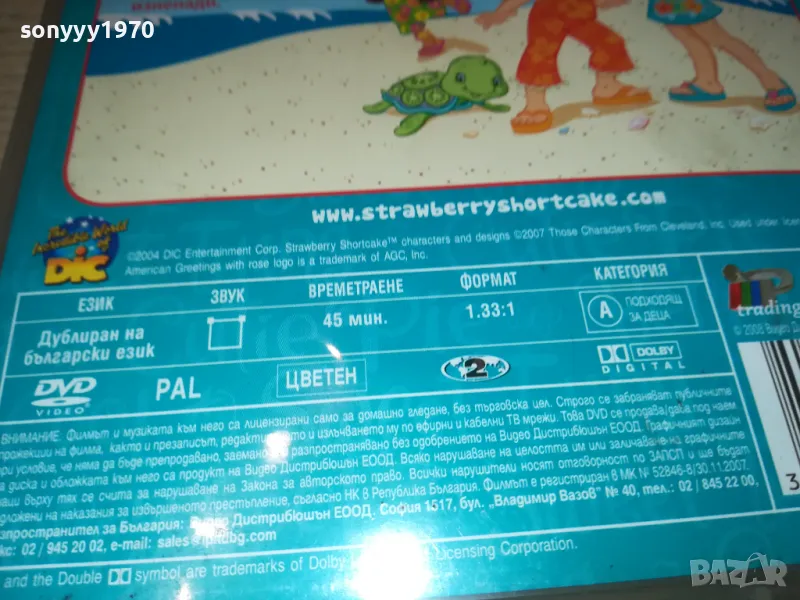 sonyyy1970
www.strawberryshortcake.com
The Incredible World of DiC
©2004 DIC Entertainment Corp. Strawberry Shortcake™ characters and designs ©2007 Those Characters From Cleveland, Inc. Used under
American Greetings with rose logo is a trademark of AGC, Inc.
ЕЗИК ЗВУК ВРЕМЕТРАЕНЕ ФОРМАТ КАТЕГОРИЯ
Дублиран на български език
45 мин.
1.33:1
A ПОДХОДЯЩ ЗА ДЕЦА
trading
© 2008
DVD VIDEO PAL ЦВЕТЕН 2 DOLBY DIGITAL
ВНИМАНИЕ: Филмът и музиката към него са лицензирани само за домашно гледане, без търговска цел. Строго се забраняват публичните
прожекции на филма, както и презаписът, и излъчването му по ефирни и кабелни ТВ мрежи. Това DVD се продава/дава под наем
при условие, че няма да бъде препродавано, разпространявано без одобрението на Видео Дистрибюшън ЕООД. Графичният дизайн
на диска и обложката към него са продукт на Видео Дистрибюшън ЕООД. Всяко нарушаване на целостта им или заличаване на
върху тях се счита за нарушаване на Закона за авторското право. Всички нарушители носят отговорност по ЗАПСП и ще бъдат
наказания за извършеното престъпление, съгласно НК в Република България. Филмът е регистриран в МК № 52846-8/30.11.2007.
разпространител за България: Видео Дистрибюшън ЕООД. София 1517, бул. „Владимир Вазов" № 40, тел.: 02 / 845 22 00,
02 / 945 20 02, e-mail:
and the Double D symbol are trademarks of Dolby Licensing Corporation.
BAZAR